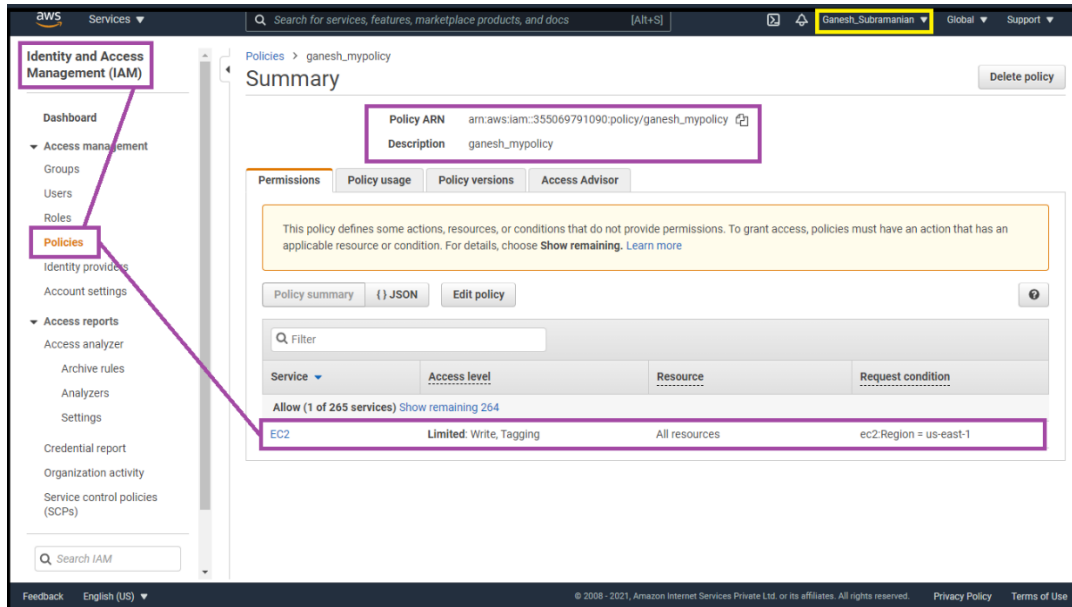 aws Services ▼ Search for services, features, marketplace products, and docs [Alt+S] Ganesh_Subramanian ▼ Global ▼ Support ▼
Identity and Access
Management (IAM)
Dashboard
Access management
Groups
Users
Roles
Policies
Identity providers
Account settings
Access reports
Access analyzer
Archive rules
Analyzers
Settings
Credential report
Organization activity
Service control policies
(SCPs)
Search IAM
Policies > ganesh_mypolicy
Summary
Delete policy
Policy ARN arn:aws:iam::355069791090:policy/ganesh_mypolicy
Description ganesh_mypolicy
Permissions Policy usage Policy versions Access Advisor
This policy defines some actions, resources, or conditions that do not provide permissions. To grant access, policies must have an action that has an
applicable resource or condition. For details, choose Show remaining. Learn more
Policy summary { } JSON Edit policy
Filter
Service Access level Resource Request condition
Allow (1 of 265 services) Show remaining 264
EC2 Limited: Write, Tagging All resources ec2:Region = us-east-1
Feedback English (US) ▼ © 2008 - 2021, Amazon Internet Services Private Ltd. or its affiliates. All rights reserved. Privacy Policy Terms of Use